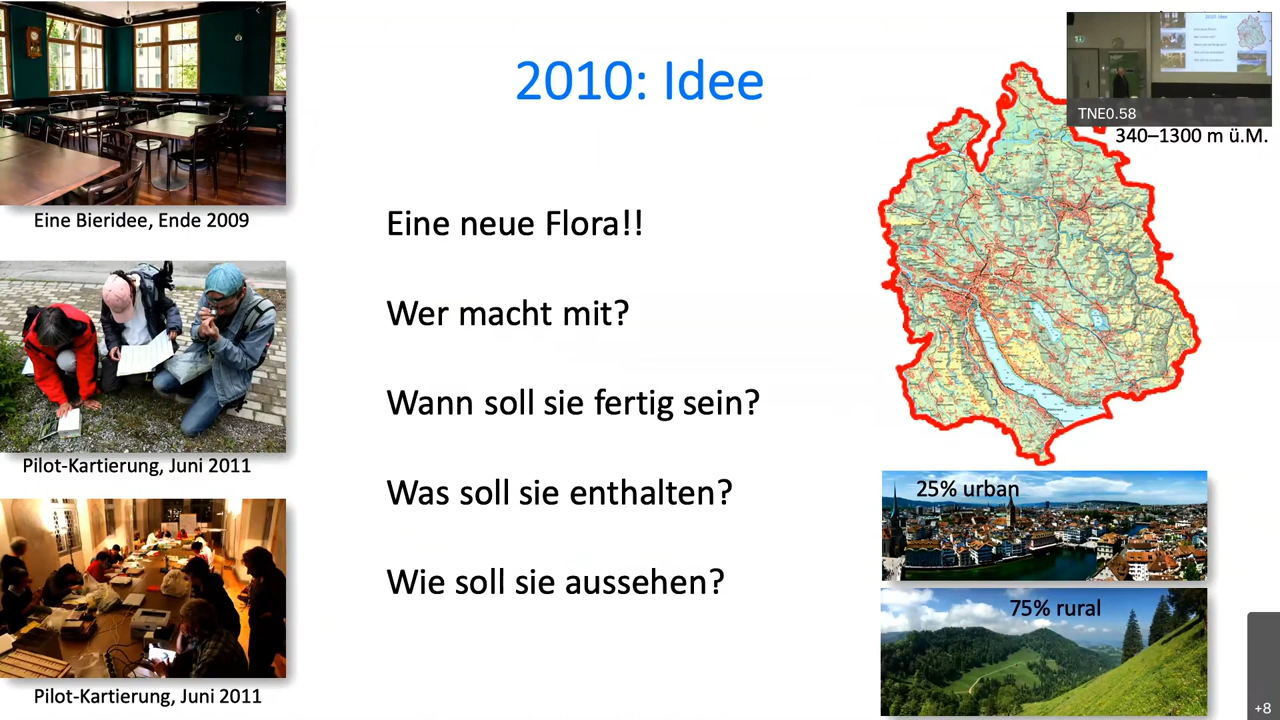 2010: Idee
TNE0.58
340–1300 m ü.M.
Eine Bieridee, Ende 2009
Eine neue Flora!!
Wer macht mit?
Wann soll sie fertig sein?
Pilot-Kartierung, Juni 2011
Was soll sie enthalten?
25% urban
Wie soll sie aussehen?
75% rural
Pilot-Kartierung, Juni 2011
+8